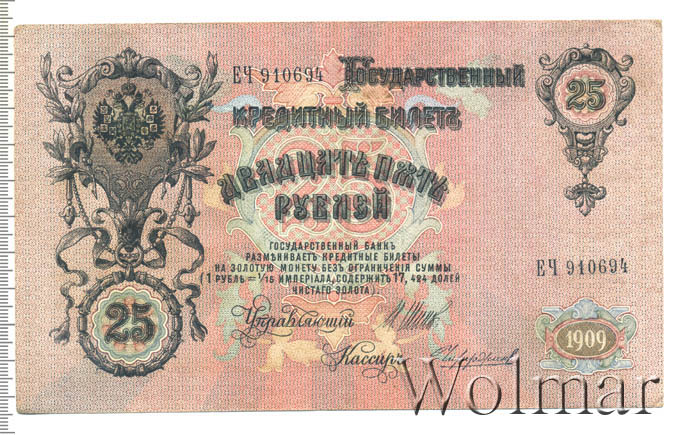 ЕЧ 910694 Государственный
25
Кредитный Билетъ
Двадцать пять
рублей
25
Государственный банкъ
размѣниваетъ кредитные билеты
на золотую монету безъ ограниченія суммы
(1 рубль = 1/15 имперіала, содержитъ 17,424 долей
чистаго золота).
ЕЧ 910694
25
Управляющій
1909
Кассиръ
Wolmar